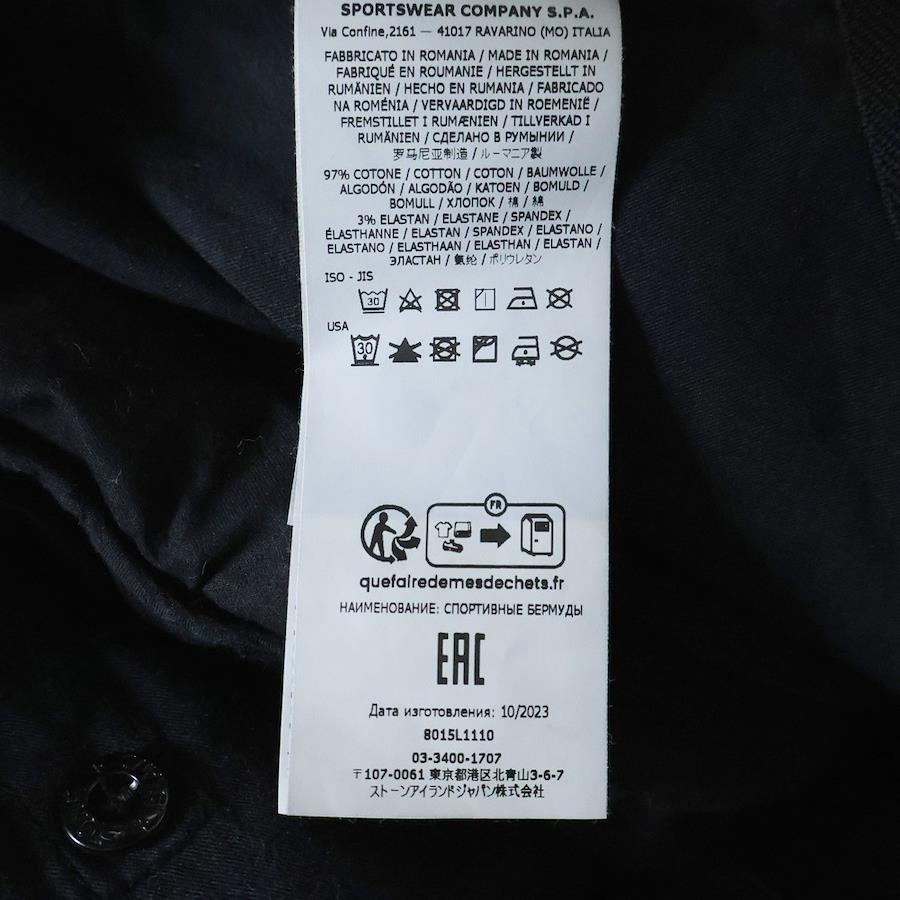 SPORTSWEAR COMPANY S.P.A.
Via Confine,2161 — 41017 RAVARINO (MO) ITALIA
FABBRICATO IN ROMANIA / MADE IN ROMANIA /
FABRIQUÉ EN ROUMANIE / HERGESTELLT IN
RUMÄNIEN / HECHO EN RUMANIA / FABRICADO
NA ROMÉNIA / VERVAARDIGD IN ROEMENIË /
FREMSTILLET I RUMÆNIEN / TILLVERKAD I
RUMÄNIEN / СДЕЛАНО В РУМЫНИИ /
罗马尼亚制造 / ルーマニア製
97% COTONE / COTTON / COTON / BAUMWOLLE /
ALGODÓN / ALGODÃO / KATOEN / BOMULD /
BOMULL / ХЛОПОК / 棉 / 綿
3% ELASTAN / ELASTANE / SPANDEX /
ÉLASTHANNE / ELASTAN / SPANDEX / ELASTANO /
ELASTANO / ELASTHAAN / ELASTHAN / ELASTAN /
ЭЛАСТАН / 氨纶 / ポリウレタン
ISO - JIS
30
USA
30
FR
quefairedemesdechets.fr
НАИМЕНОВАНИЕ: СПОРТИВНЫЕ БЕРМУДЫ
EAC
Дата изготовления: 10/2023
8015L1110
03-3400-1707
〒107-0061 東京都港区北青山3-6-7
ストーンアイランドジャパン株式会社